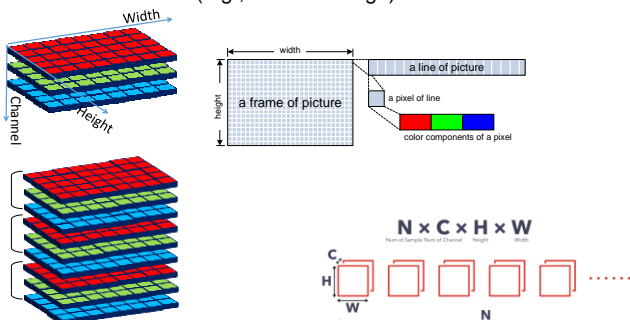 Width
Height
Channel
width
height
a frame of picture
a line of picture
a pixel of line
color components of a pixel
N × C × H × W
Num of Sample Num of Channel Height Width
C
H
W
N